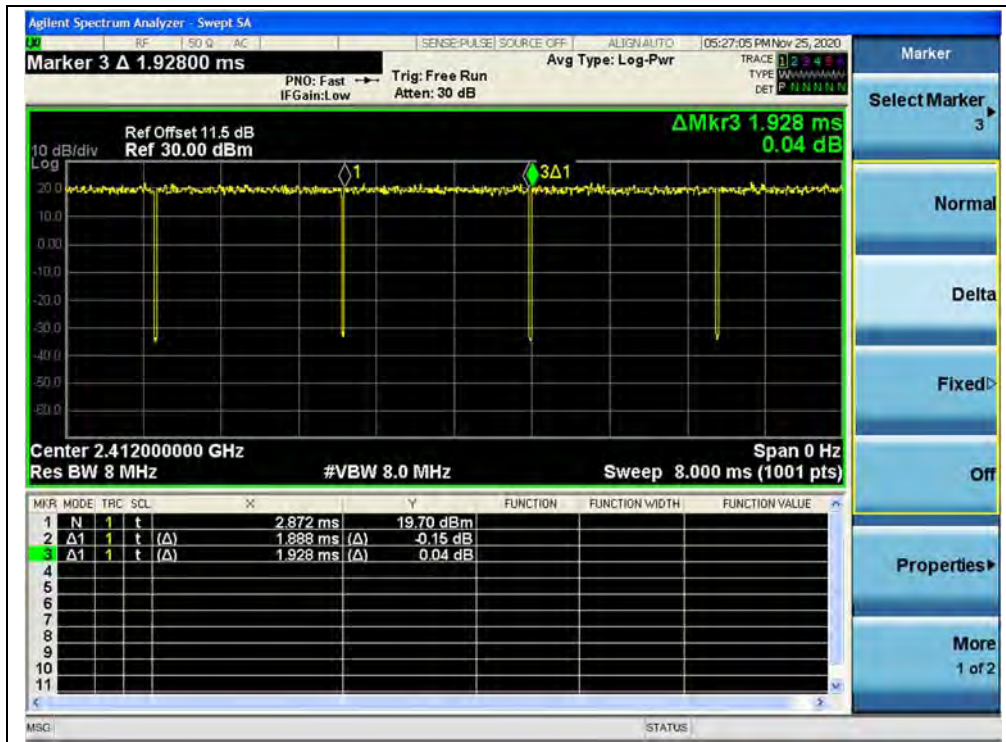 Agilent Spectrum Analyzer - Swept SA
RF 50 Ω AC SENSE:PULSE SOURCE OFF ALIGNAUTO 05:27:05 PM Nov 25, 2020
Marker 3 Δ 1.92800 ms
PNO: Fast
IFGain:Low
Trig: Free Run
Atten: 30 dB
Avg Type: Log-Pwr
TRACE 1 2 3 4 5 6
TYPE
DET P N N N N N
ΔMkr3 1.928 ms
0.04 dB
Ref Offset 11.5 dB
10 dB/div Ref 30.00 dBm
Log
1
3Δ1
20.0
10.0
0.00
-10.0
-20.0
-30.0
-40.0
-50.0
-60.0
Center 2.412000000 GHz Span 0 Hz
Res BW 8 MHz #VBW 8.0 MHz Sweep 8.000 ms (1001 pts)
MKR MODE TRC SCL X Y FUNCTION FUNCTION WIDTH FUNCTION VALUE
1 N 1 t 2.872 ms 19.70 dBm
2 Δ1 1 t (Δ) 1.888 ms (Δ) -0.15 dB
3 Δ1 1 t (Δ) 1.928 ms (Δ) 0.04 dB
4
5
6
7
8
9
10
11
MSG STATUS
Marker
Select Marker
3
Normal
Delta
Fixed
Off
Properties
More
1 of 2